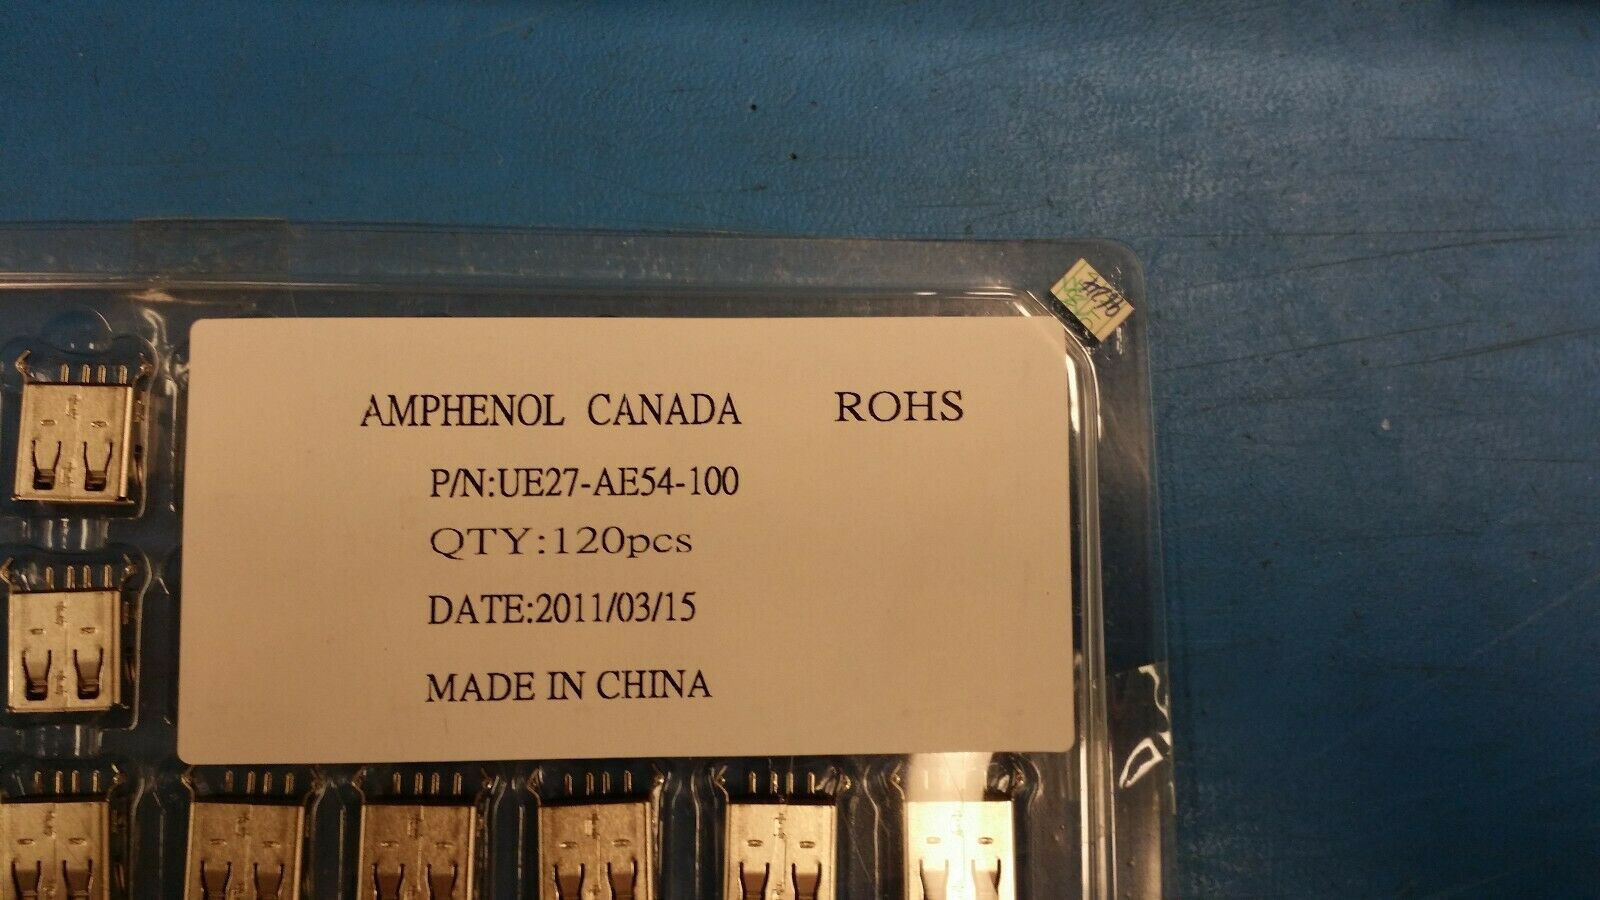 AMPHENOL CANADA ROHS
P/N:UE27-AE54-100
QTY:120pcs
DATE:2011/03/15
MADE IN CHINA